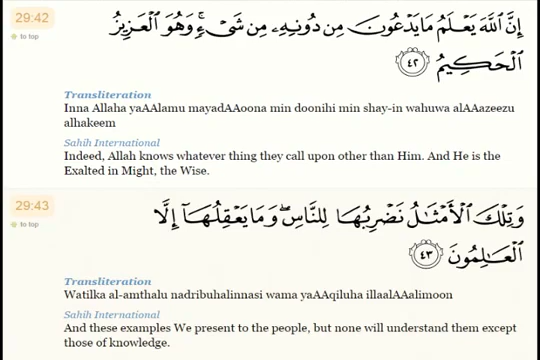 29:42
to top
إِنَّ ٱللَّهَ يَعْلَمُ مَا يَدْعُونَ مِن دُونِهِۦ مِن شَىْءٍۢ ۚ وَهُوَ ٱلْعَزِيزُ
ٱلْحَكِيمُ ٤٢
Transliteration
Inna Allaha yaAAlamu mayadAAoona min doonihi min shay-in wahuwa alAAazeezu
alhakeem
Sahih International
Indeed, Allah knows whatever thing they call upon other than Him. And He is the
Exalted in Might, the Wise.
29:43
to top
وَتِلْكَ ٱلْأَمْثَـٰلُ نَضْرِبُهَا لِلنَّاسِ ۖ وَمَا يَعْقِلُهَآ إِلَّا
ٱلْعَـٰلِمُونَ ٤٣
Transliteration
Watilka al-amthalu nadribuhalinnasi wama yaAAqiluha illaalAAalimoon
Sahih International
And these examples We present to the people, but none will understand them except
those of knowledge.